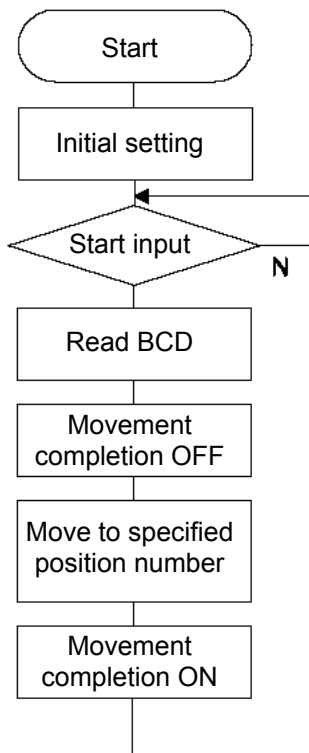 Start
Initial setting
Start input
N
Read BCD
Movement
completion OFF
Move to specified
position number
Movement
completion ON